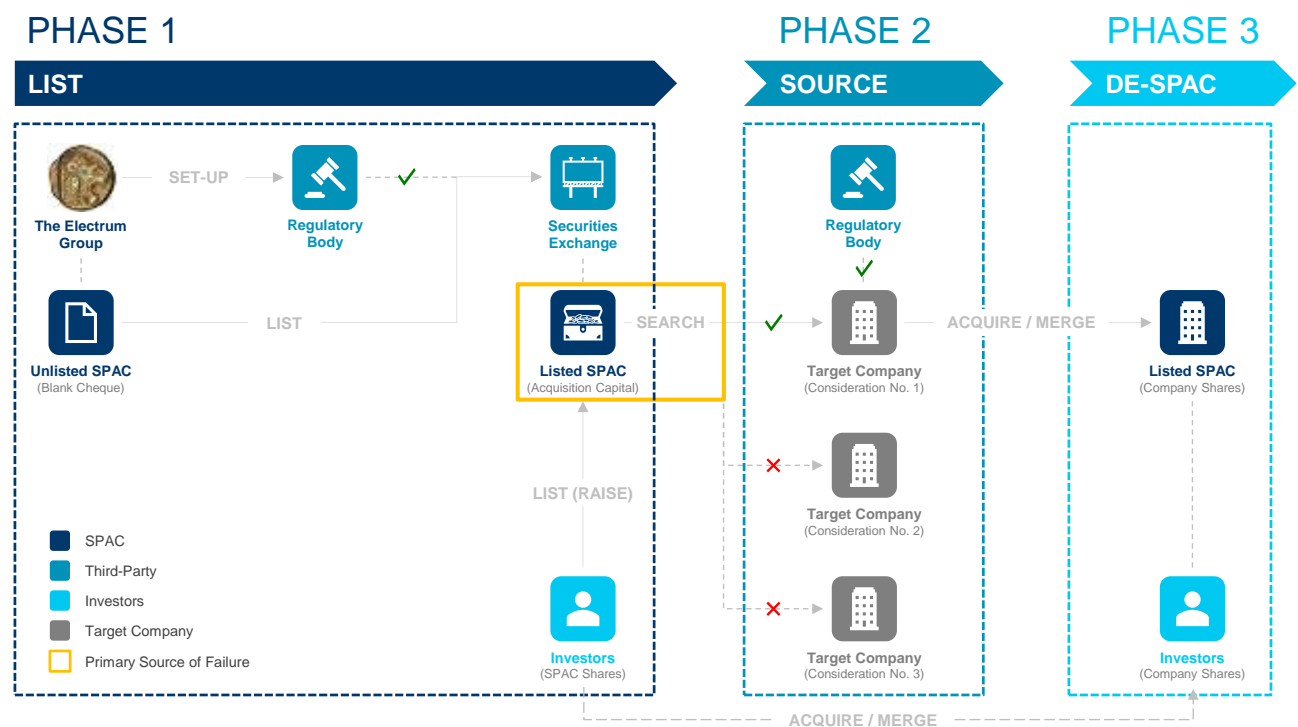 PHASE 1
PHASE 2
PHASE 3
LIST
SOURCE
DE-SPAC
The Electrum
Group
SET-UP
Regulatory
Body
Securities
Exchange
Unlisted SPAC
(Blank Cheque)
LIST
Listed SPAC
(Acquisition Capital)
SEARCH
LIST (RAISE)
Investors
(SPAC Shares)
SPAC
Third-Party
Investors
Target Company
Primary Source of Failure
Regulatory
Body
Target Company
(Consideration No. 1)
Target Company
(Consideration No. 2)
Target Company
(Consideration No. 3)
ACQUIRE / MERGE
Listed SPAC
(Company Shares)
Investors
(Company Shares)
ACQUIRE / MERGE